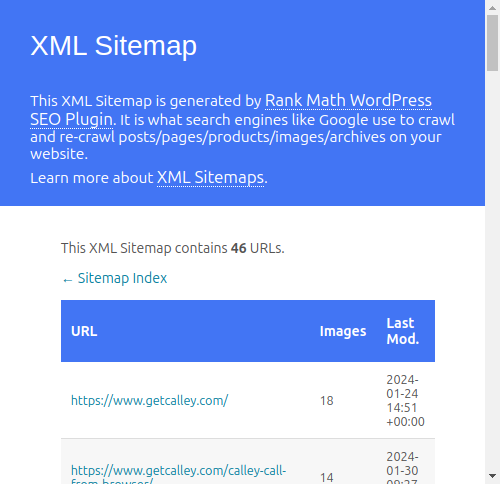 XML Sitemap
This XML Sitemap is generated by Rank Math WordPress
SEO Plugin. It is what search engines like Google use to crawl
and re-crawl posts/pages/products/images/archives on your
website.
Learn more about XML Sitemaps.
This XML Sitemap contains 46 URLs.
← Sitemap Index
URL Images Last Mod.
https://www.getcalley.com/ 18 2024-01-24 14:51 +00:00
https://www.getcalley.com/calley-call-from-browser/ 14 2024-01-30 08:27